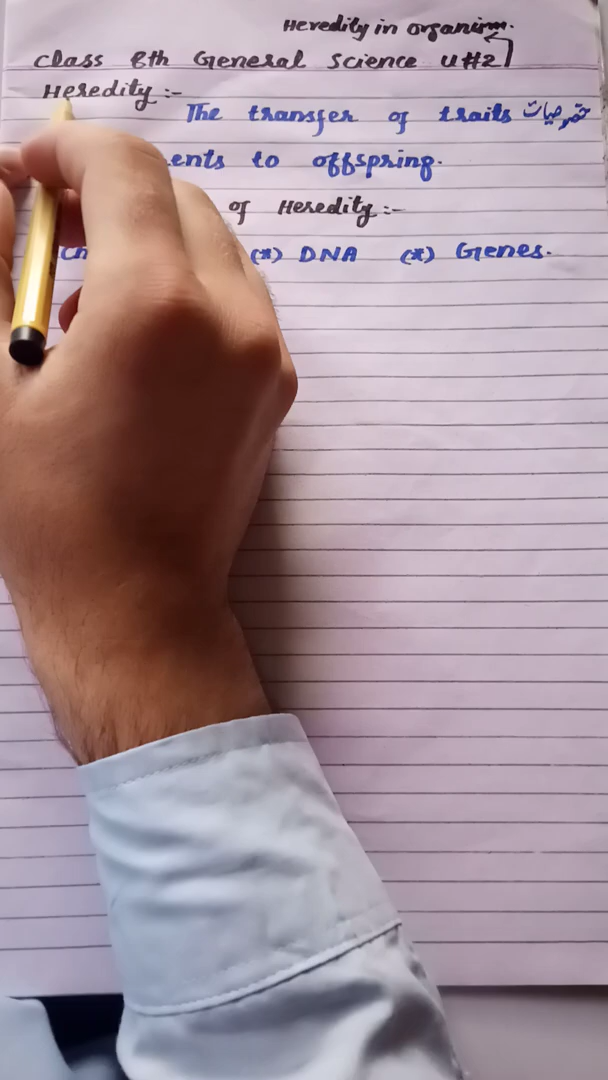 Heredity in organism.
Class 8th General Science U#2
Heredity :-
The transfer of traits خصوصیات
ents to offspring.
of Heredity :-
Ch (*) DNA (*) Genes.